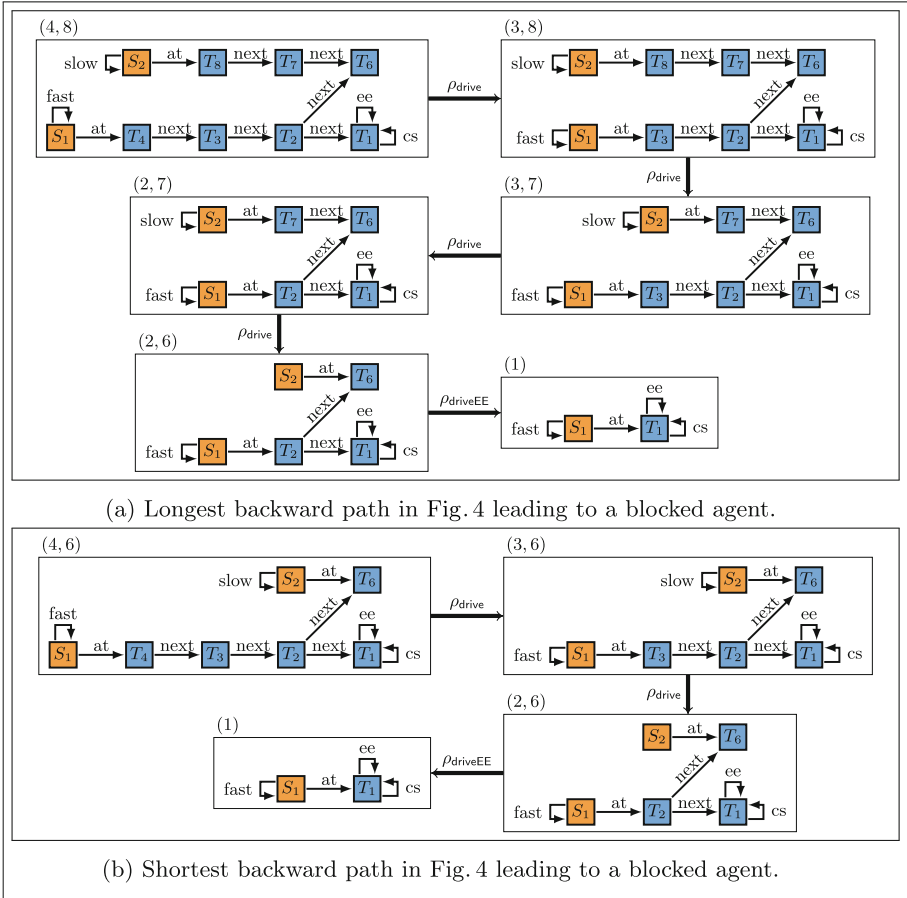 (4, 8)
slow S2 at T8 next T7 next T6
fast
S1 at T4 next T3 next T2 next T1 cs
next
ee
ρdrive
(3, 8)
slow S2 at T8 next T7 next T6
next
ee
fast S1 at T3 next T2 next T1 cs
ρdrive
(2, 7)
slow S2 at T7 next T6
next
ee
fast S1 at T2 next T1 cs
ρdrive
(3, 7)
slow S2 at T7 next T6
next
ee
fast S1 at T3 next T2 next T1 cs
ρdrive
(2, 6)
S2 at T6
next
ee
fast S1 at T2 next T1 cs
ρdriveEE
(1)
ee
fast S1 at T1 cs
(a) Longest backward path in Fig. 4 leading to a blocked agent.
(4, 6)
slow S2 at T6
fast
next
ee
S1 at T4 next T3 next T2 next T1 cs
ρdrive
(3, 6)
slow S2 at T6
next
ee
fast S1 at T3 next T2 next T1 cs
ρdrive
(1)
ee
fast S1 at T1 cs
ρdriveEE
(2, 6)
S2 at T6
next
ee
fast S1 at T2 next T1 cs
(b) Shortest backward path in Fig. 4 leading to a blocked agent.